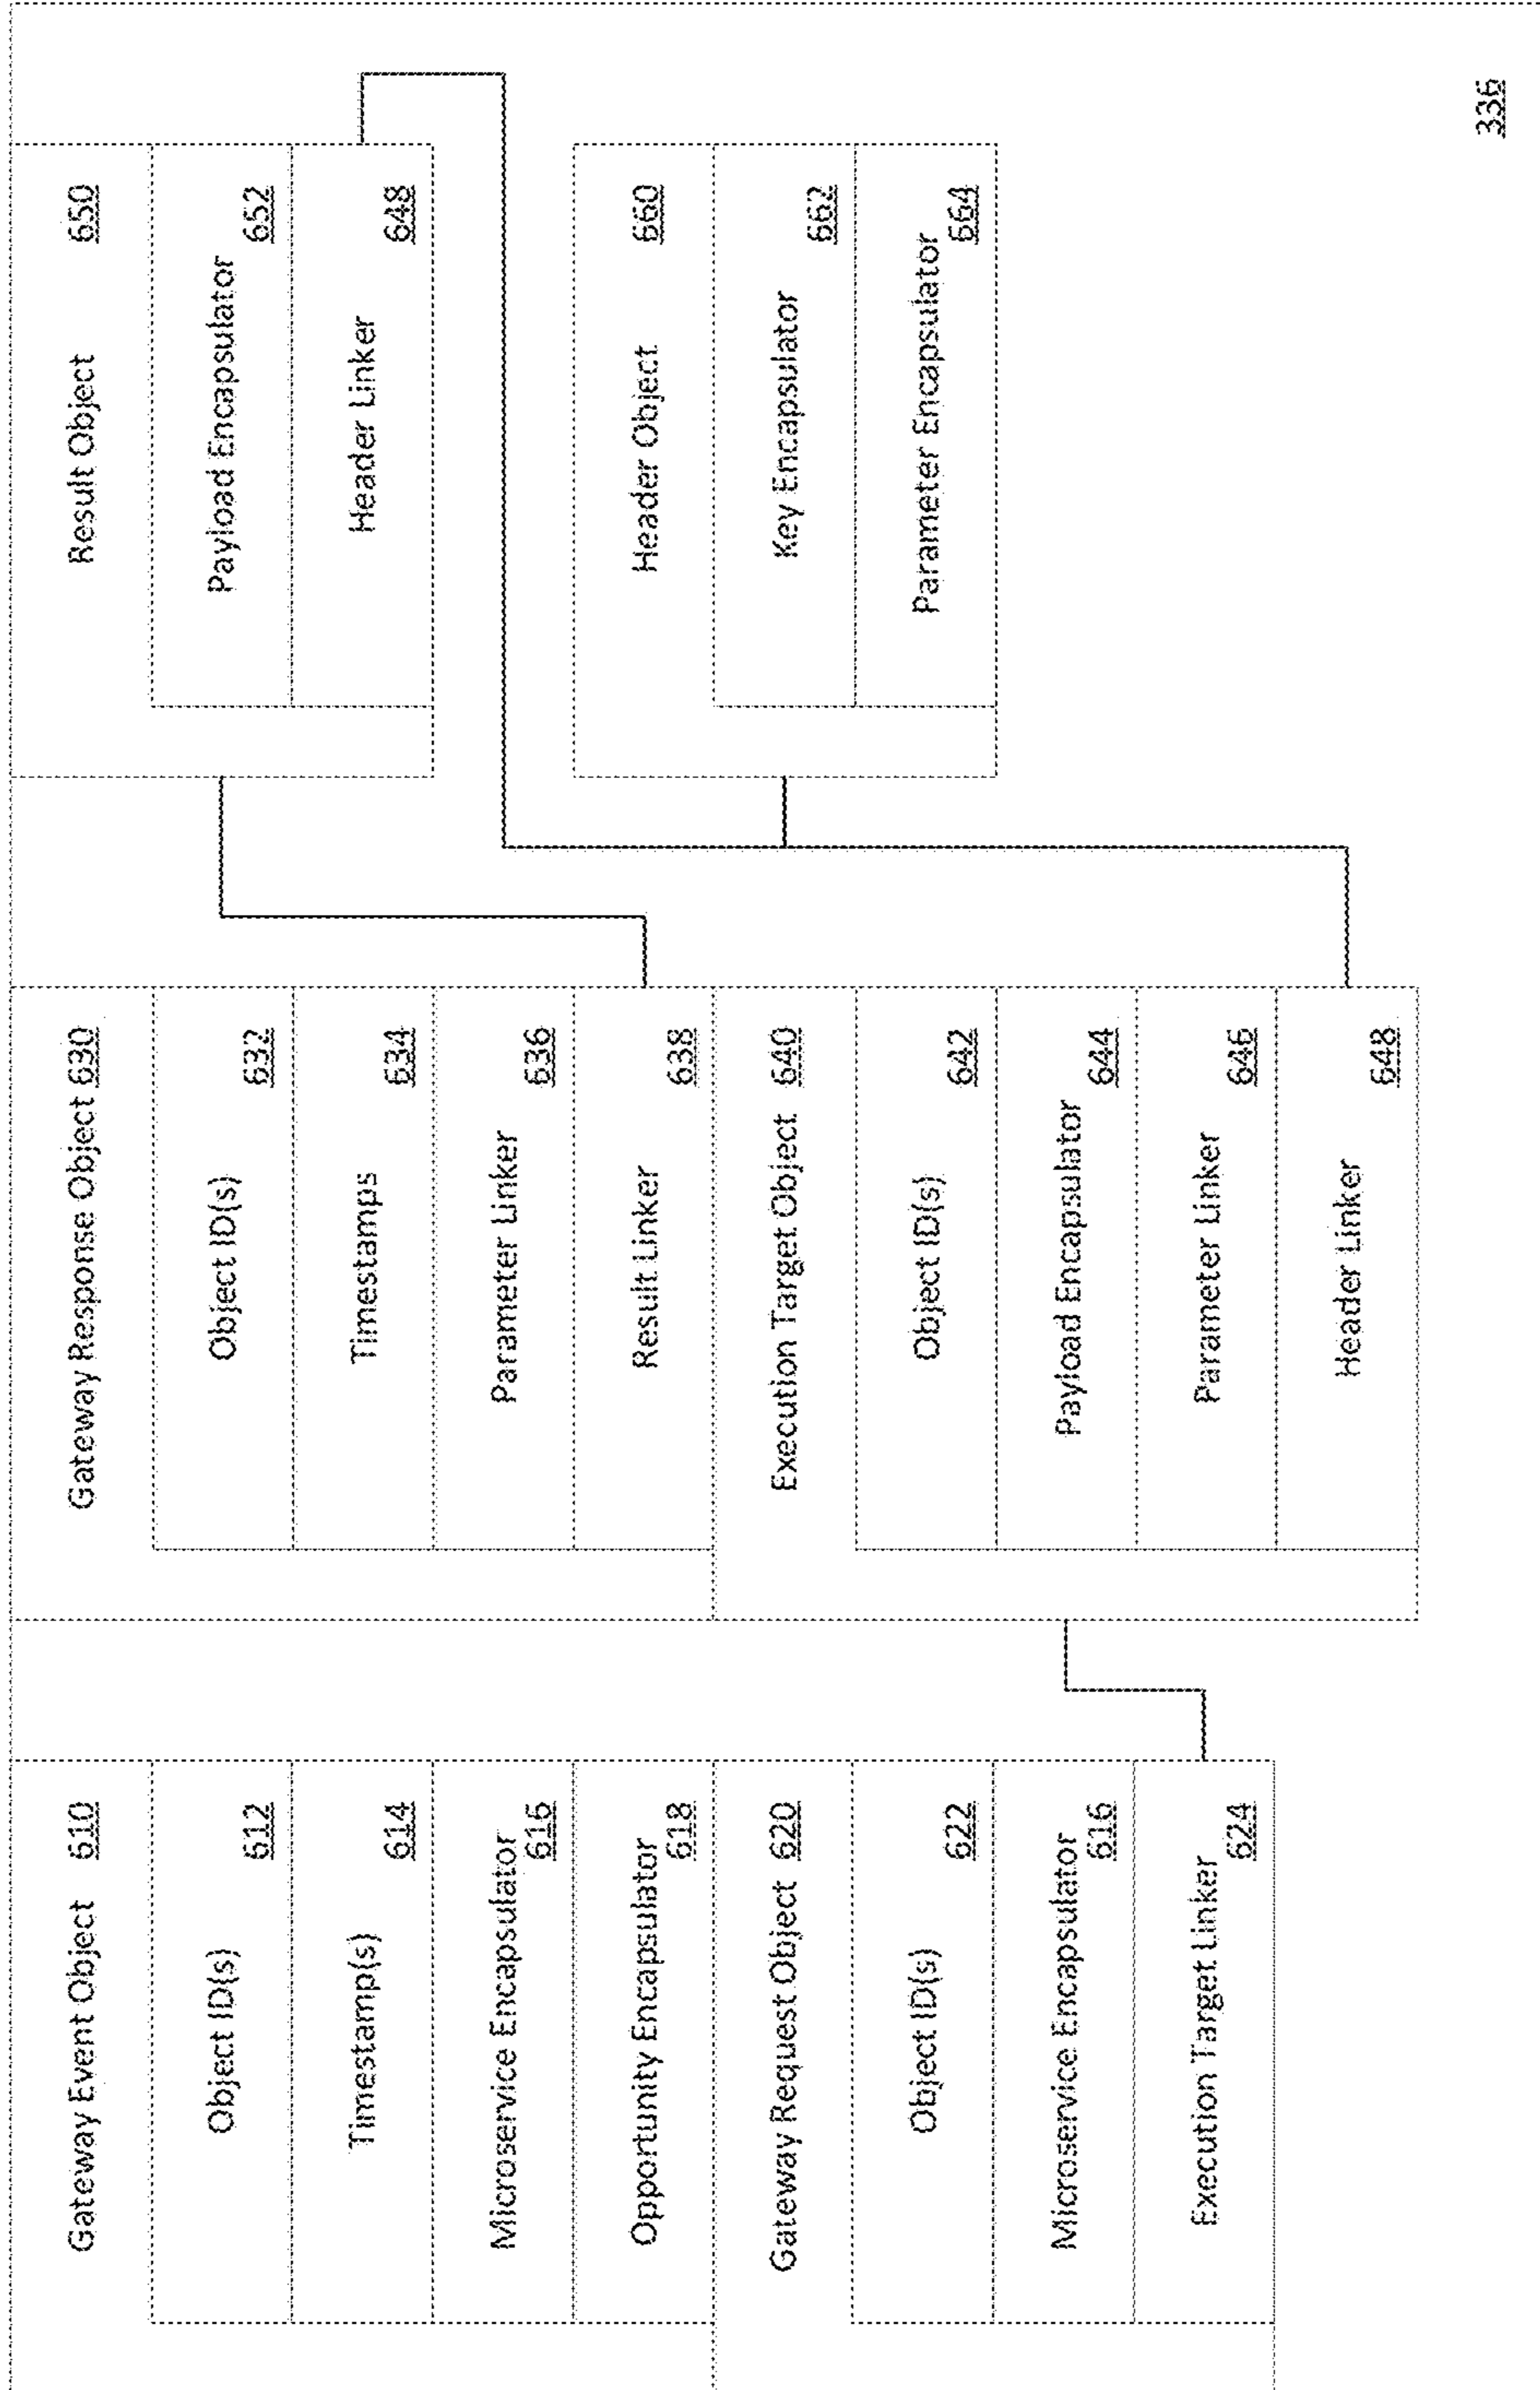 Gateway Event Object 610
Object ID(s)
612
Timestamp(s)
614
Microservice Encapsulator
616
Opportunity Encapsulator
618
Gateway Request Object 620
Object ID(s)
622
Microservice Encapsulator
616
Execution Target Linker
624
Gateway Response Object 630
Object ID(s)
632
Timestamps
634
Parameter Linker
636
Result Linker
638
Execution Target Object 640
Object ID(s)
642
Payload Encapsulator
644
Parameter Linker
646
Header Linker
648
Result Object 650
Payload Encapsulator
652
Header Linker
648
Header Object 660
Key Encapsulator
662
Parameter Encapsulator
664
336